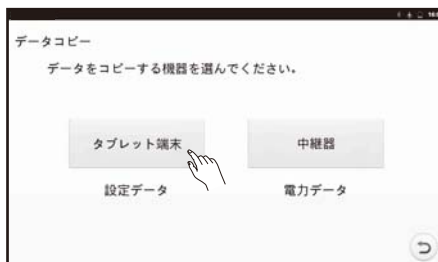 データコピー
データをコピーする機器を選んでください。
タブレット端末
中継器
設定データ
電力データ